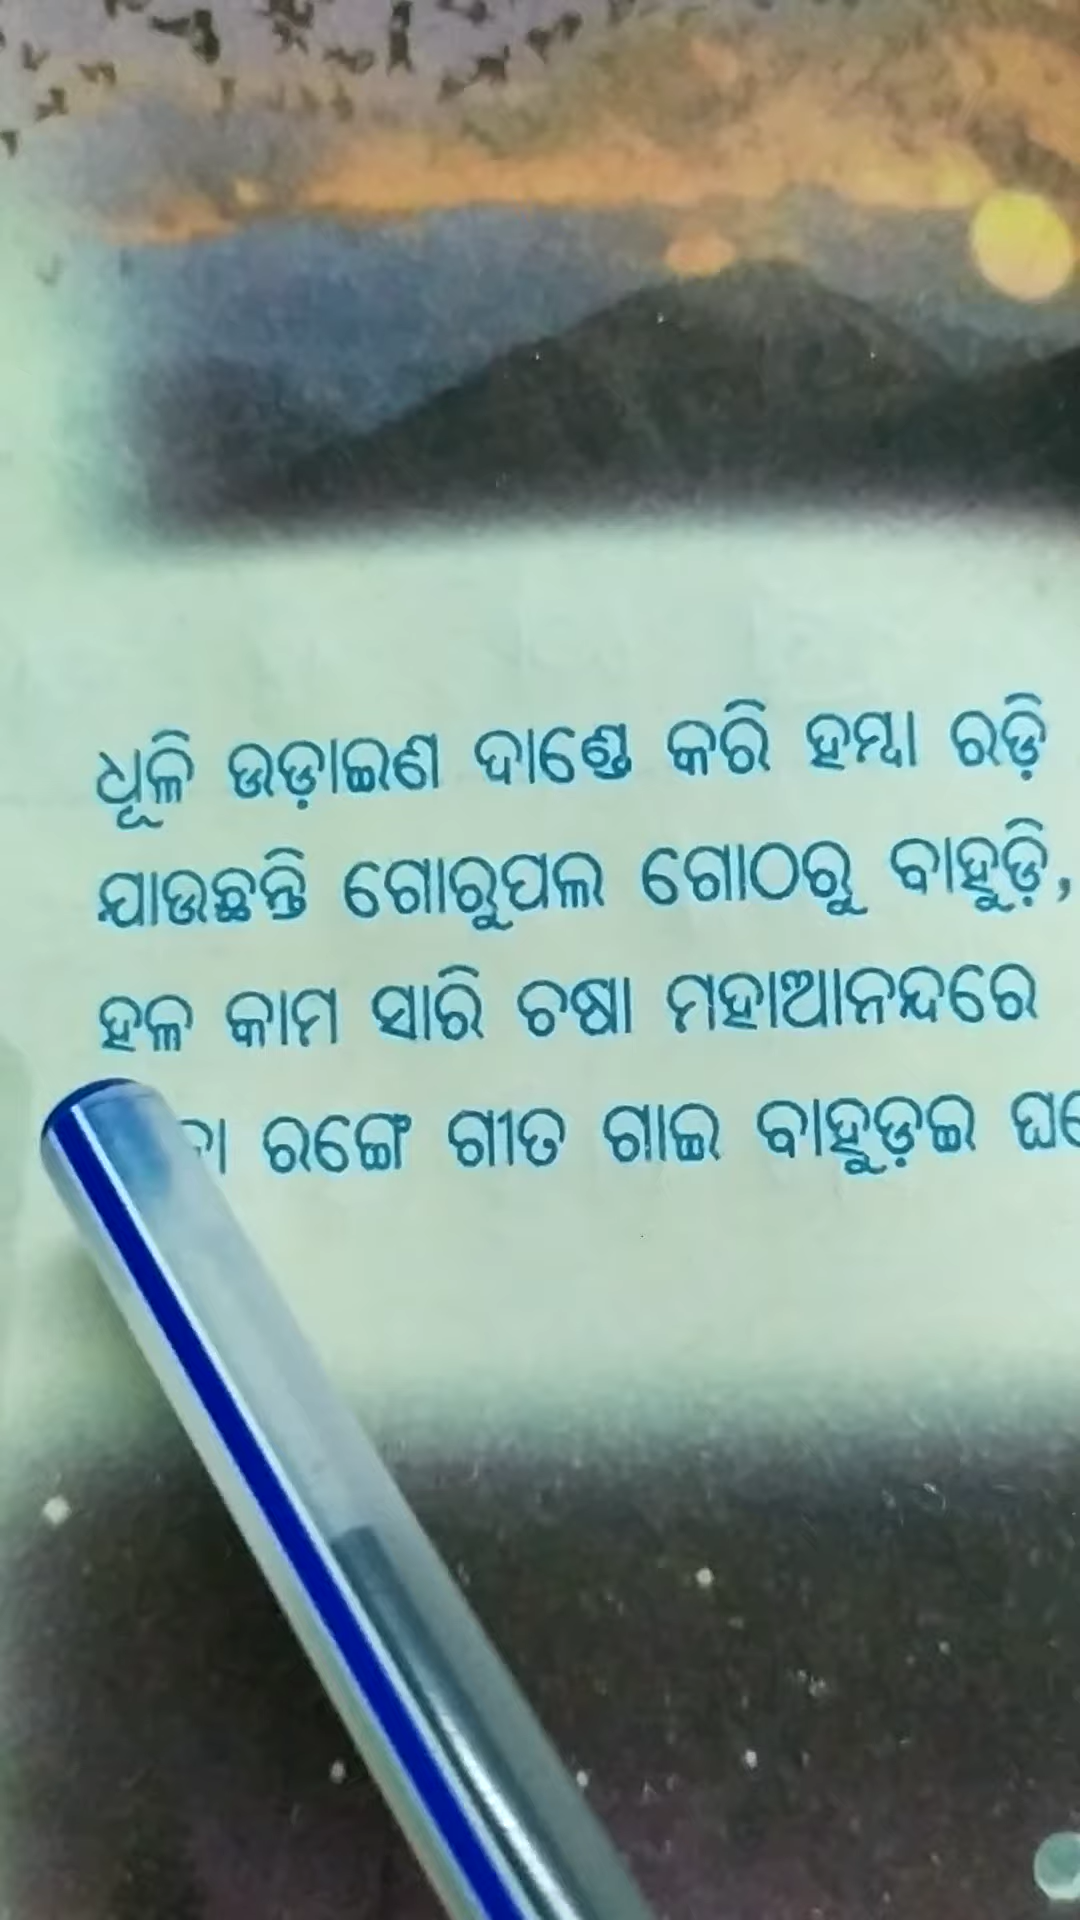 ଧୂଳି ଉଡ଼ାଇଣ ଦାଣ୍ଡେ କରି ହମ୍ବା ରଡ଼ି
ଯାଉଛନ୍ତି ଗୋରୁପଲ ଗୋଠରୁ ବାହୁଡ଼ି,
ହଳ କାମ ସାରି ଚଷା ମହାଆନନ୍ଦରେ
ରଙ୍ଗେ ଗୀତ ଗାଇ ବାହୁଡ଼ଇ